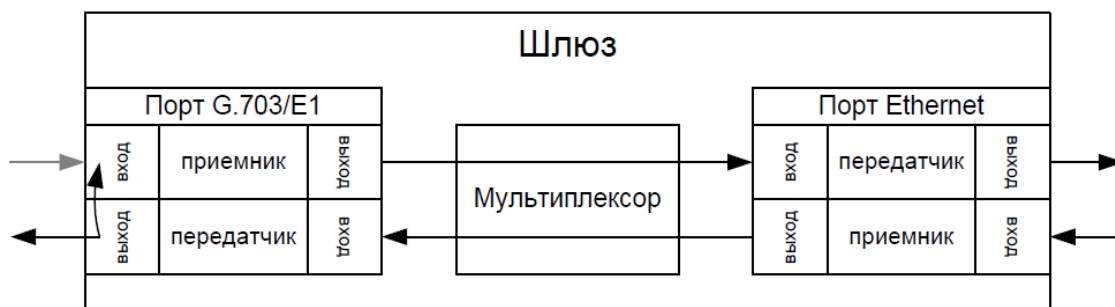 Шлюз
Порт G.703/E1
Порт Ethernet
вход
приемник
выход
вход
передатчик
выход
Мультиплексор
выход
передатчик
вход
выход
приемник
вход